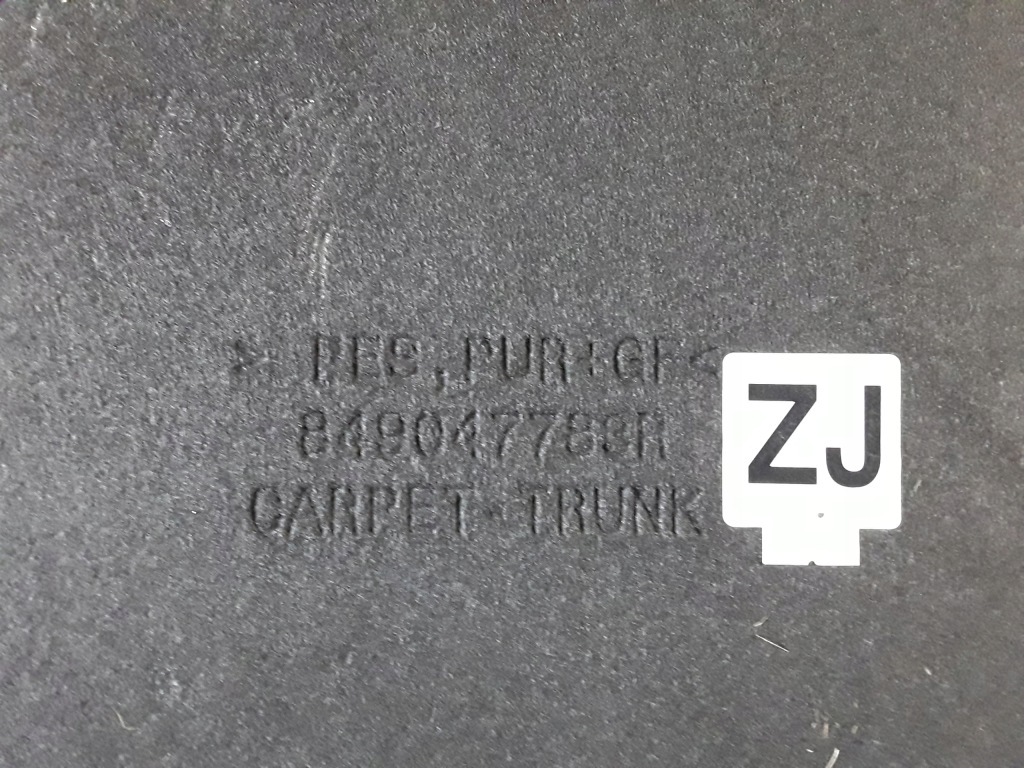 > PES,PUR+GF<
849047783R
CARPET-TRUNK
ZJ